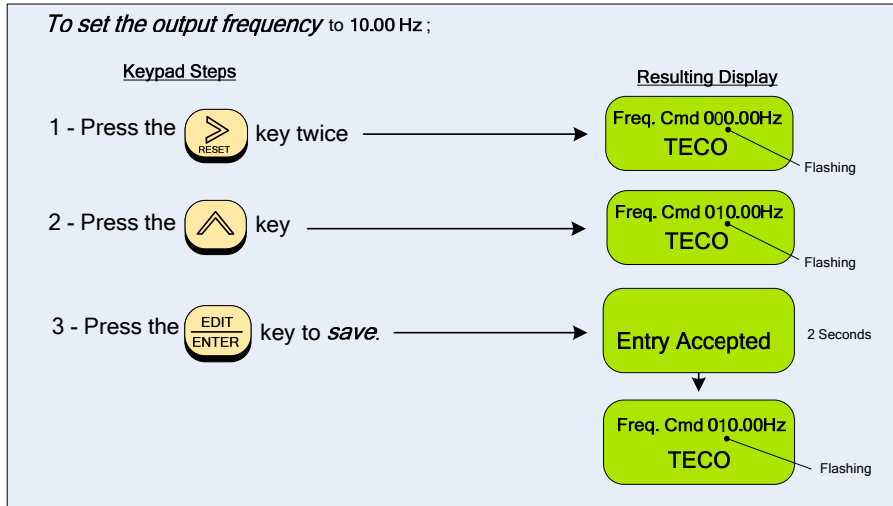 To set the output frequency to 10.00 Hz ;
Keypad Steps
Resulting Display
1 - Press the RESET key twice
Freq. Cmd 000.00Hz
TECO
Flashing
2 - Press the key
Freq. Cmd 010.00Hz
TECO
Flashing
3 - Press the EDIT ENTER key to save.
Entry Accepted
2 Seconds
Freq. Cmd 010.00Hz
TECO
Flashing